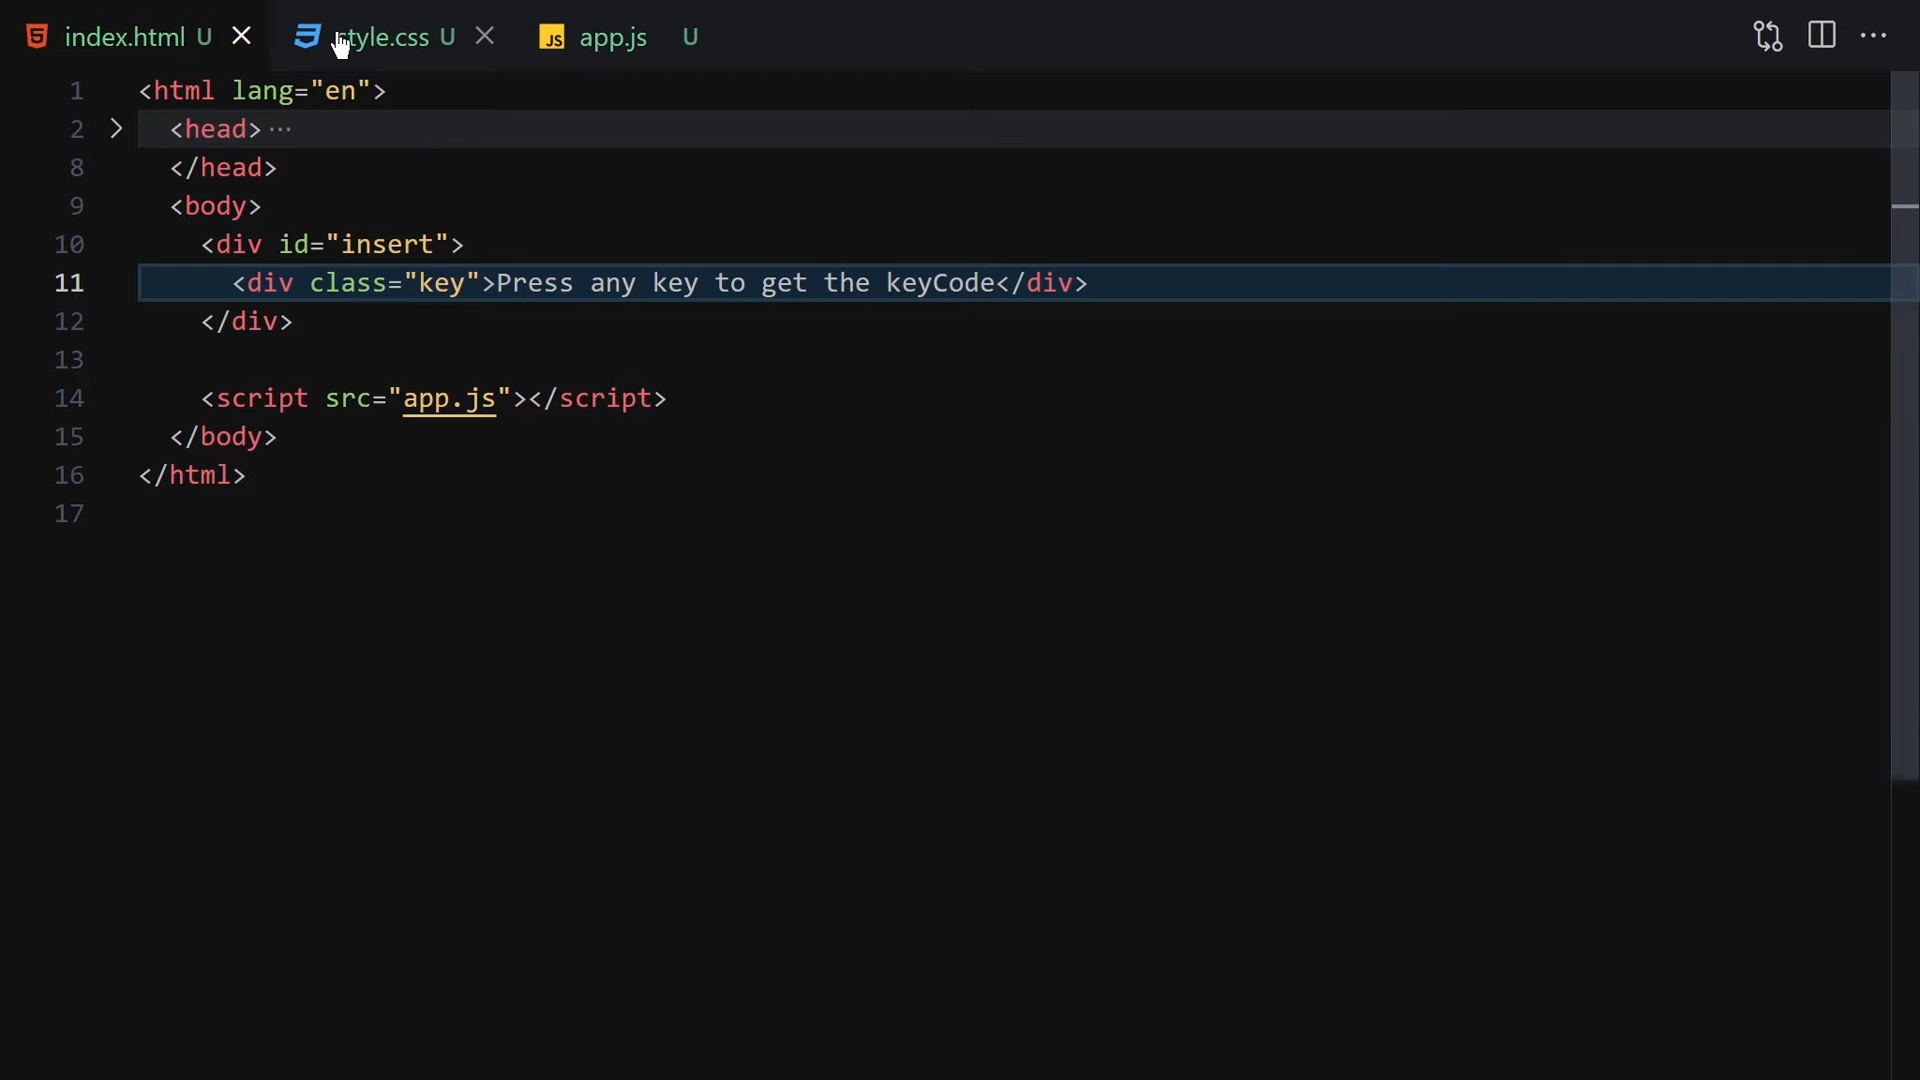 index.html U style.css U JS app.js U
1 <html lang="en">
2 <head>
8 </head>
9 <body>
10 <div id="insert">
11 <div class="key">Press any key to get the keyCode</div>
12 </div>
13
14 <script src="app.js"></script>
15 </body>
16 </html>
17